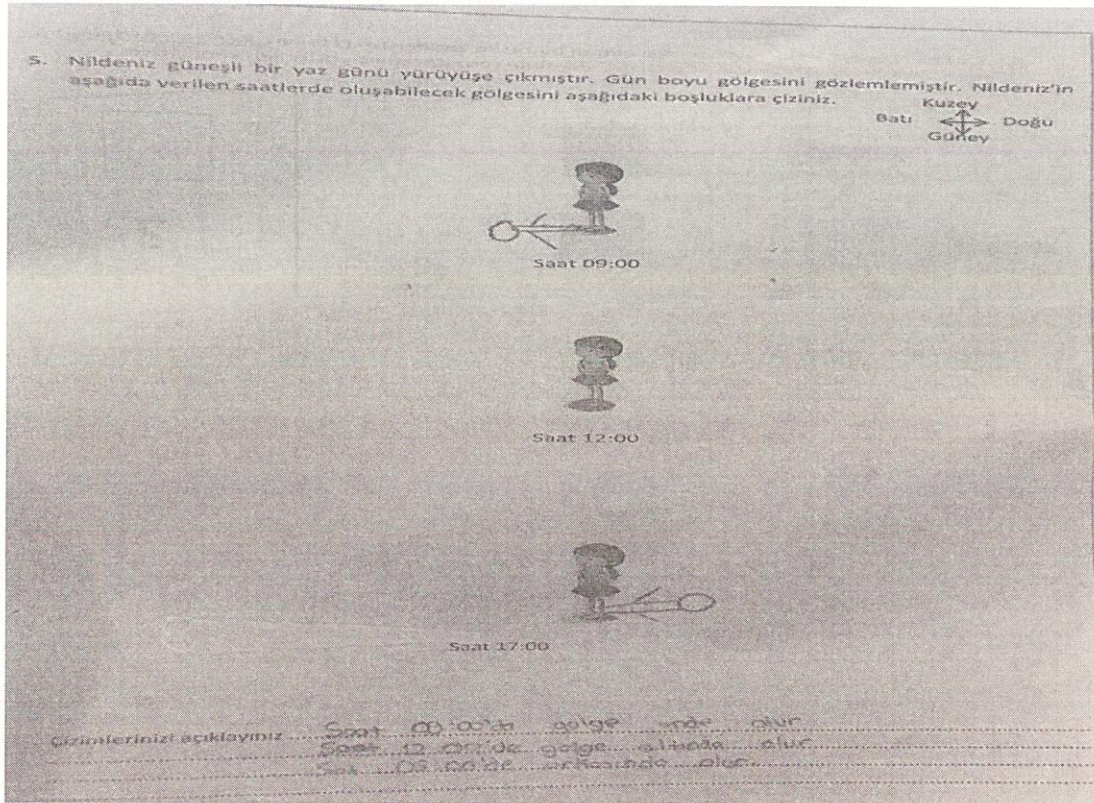 5. Nildeniz güneşli bir yaz günü yürüyüşe çıkmıştır. Gün boyu gölgesini gözlemlemiştir. Nildeniz'in
aşağıda verilen saatlerde oluşabilecek gölgesini aşağıdaki boşluklara çiziniz.
Kuzey
Batı Doğu
Güney
Saat 09:00
Saat 12:00
Saat 17:00
Çizimlerinizi açıklayınız Saat 09:00'da gölge önde olur
Saat 12:00'de gölge altında olur
Saat 05:00'de arkasında olur.